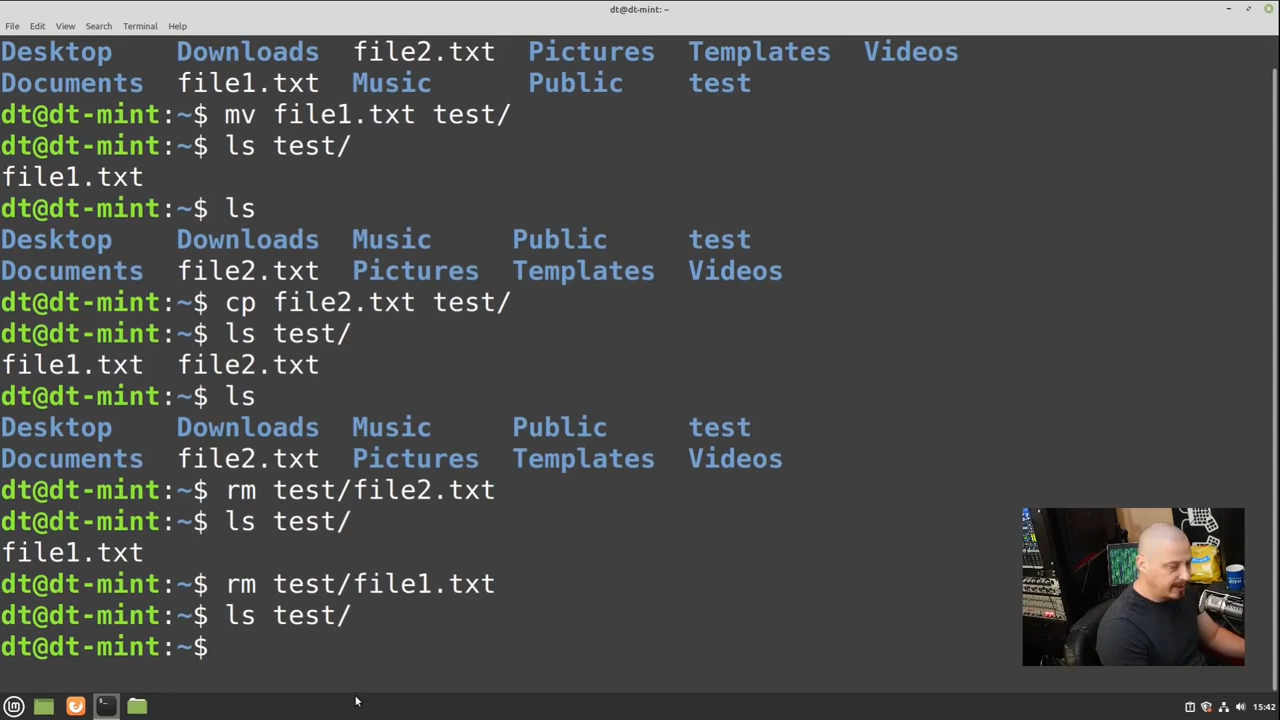 dt@dt-mint: ~
File Edit View Search Terminal Help
Desktop Downloads file2.txt Pictures Templates Videos
Documents file1.txt Music Public test
dt@dt-mint:~$ mv file1.txt test/
dt@dt-mint:~$ ls test/
file1.txt
dt@dt-mint:~$ ls
Desktop Downloads Music Public test
Documents file2.txt Pictures Templates Videos
dt@dt-mint:~$ cp file2.txt test/
dt@dt-mint:~$ ls test/
file1.txt file2.txt
dt@dt-mint:~$ ls
Desktop Downloads Music Public test
Documents file2.txt Pictures Templates Videos
dt@dt-mint:~$ rm test/file2.txt
dt@dt-mint:~$ ls test/
file1.txt
dt@dt-mint:~$ rm test/file1.txt
dt@dt-mint:~$ ls test/
dt@dt-mint:~$
15:42